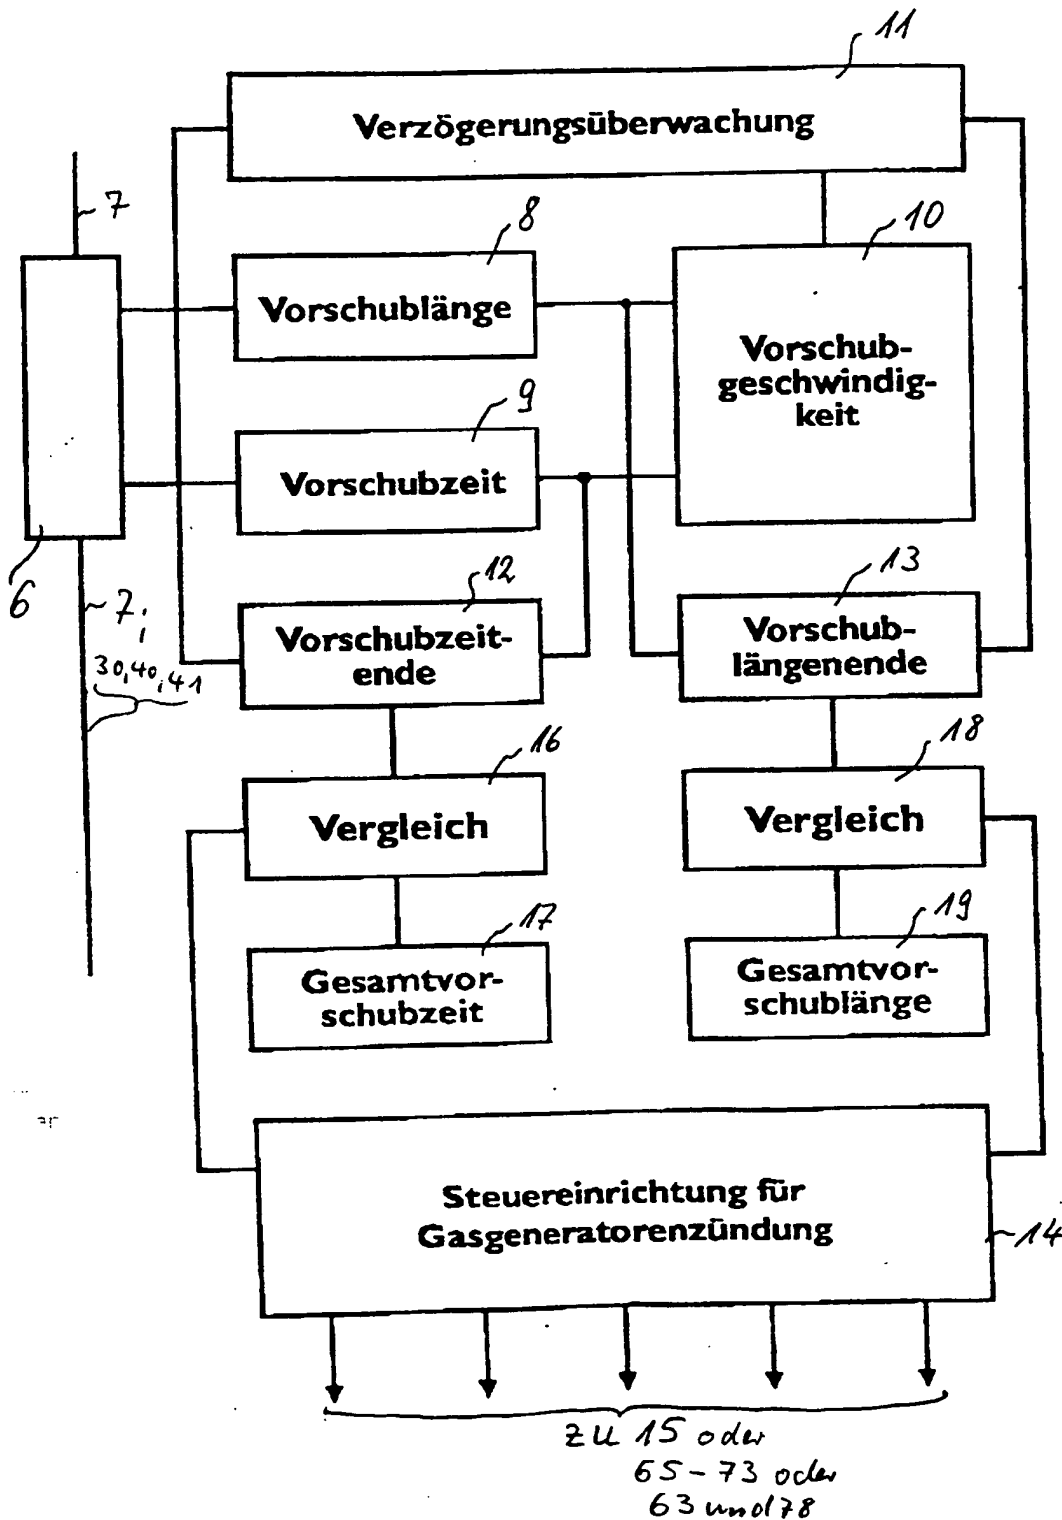 11
Verzögerungsüberwachung
7
8
10
Vorschublänge
Vorschub-
geschwindig-
keit
9
Vorschubzeit
6
7;
12
13
Vorschubzeit-
ende
Vorschub-
längenende
30,40,41
16
18
Vergleich
Vergleich
17
19
Gesamtvor-
schubzeit
Gesamtvor-
schublänge
Steuereinrichtung für
Gasgeneratorenzündung
14
zu 15 oder
65-73 oder
63 und 78